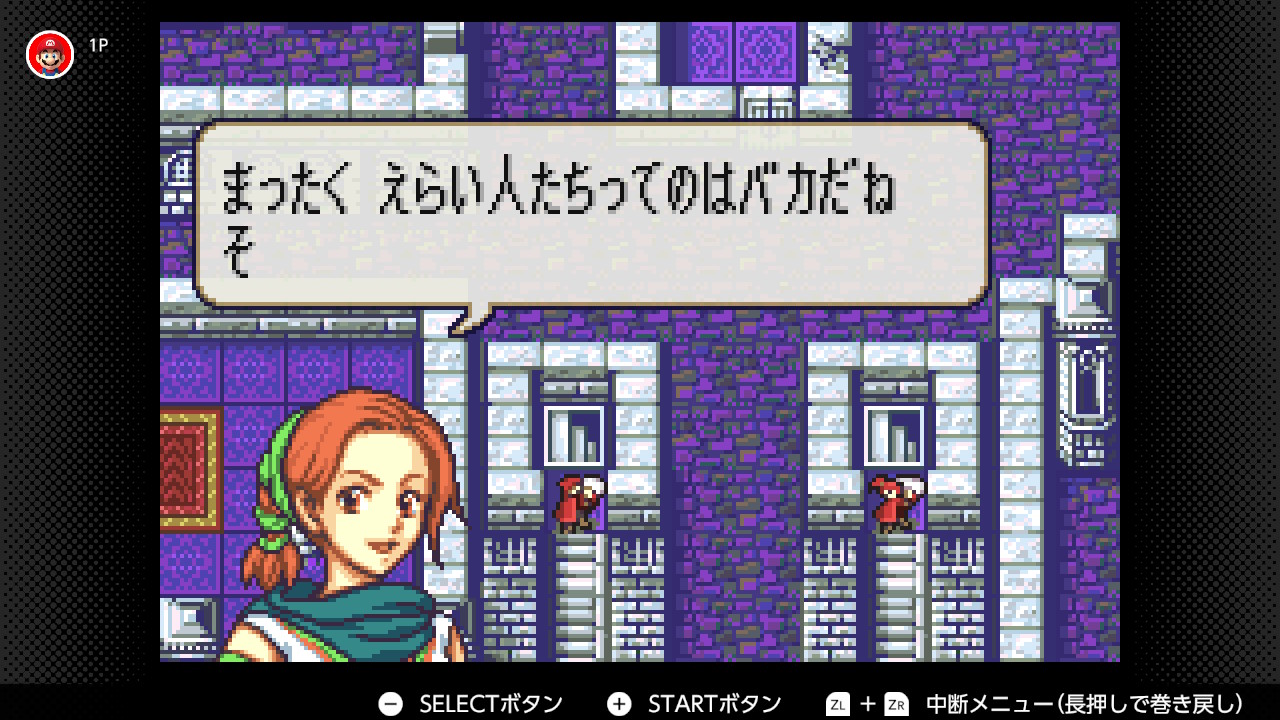 1P
まったく えらい人たちってのはバカだね
そ
SELECTボタン
STARTボタン
ZL + ZR 中断メニュー(長押しで巻き戻し)